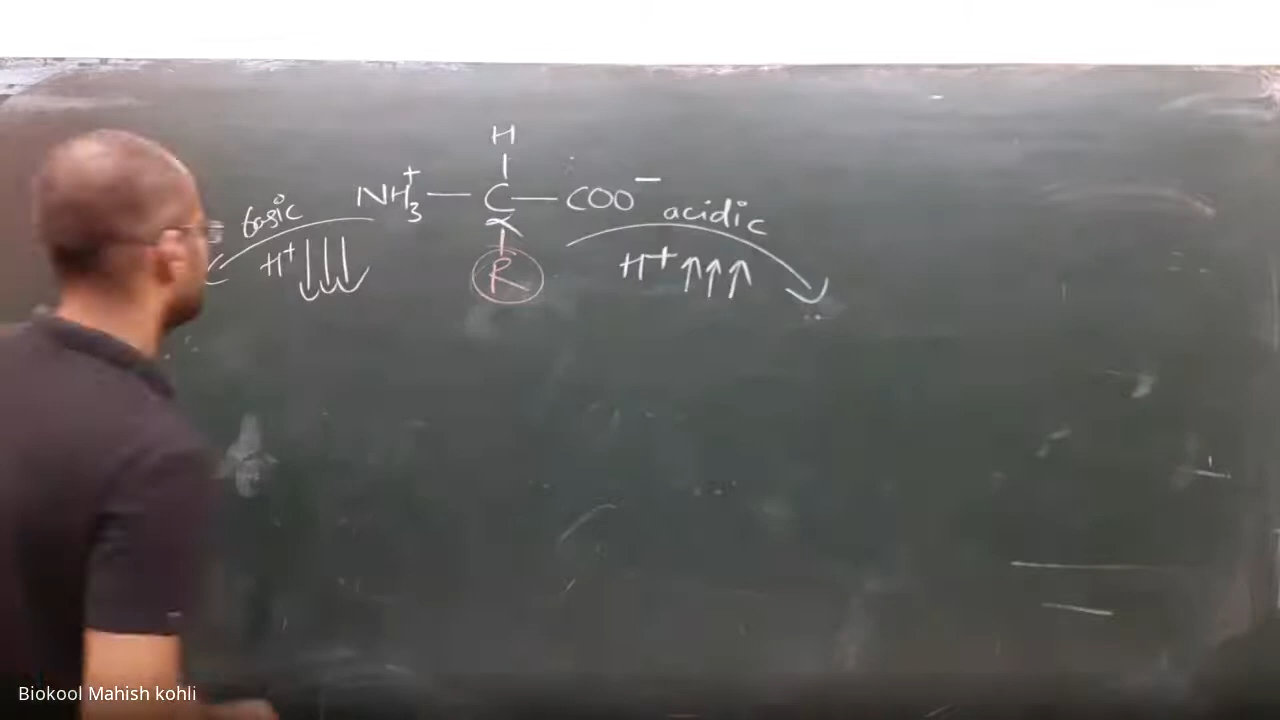 H
|
basic NH₃⁺ — C — COO⁻ acidic
α
|
H⁺ ↓↓↓ R H⁺ ↑↑↑
Biokool Mahish kohli